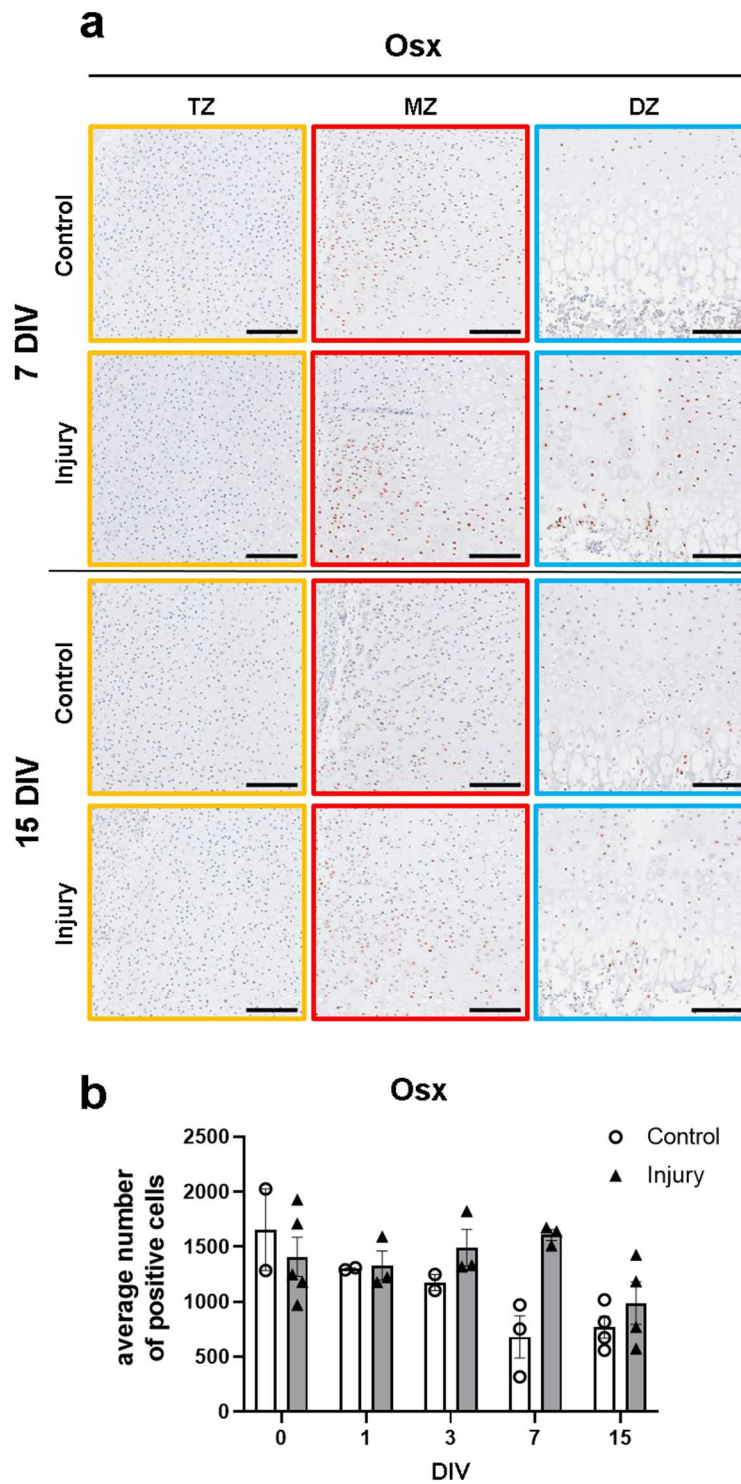 a
Osx
TZ MZ DZ
7 DIV
Control
Injury
15 DIV
Control
Injury
b
Osx
Control
Injury
average number
of positive cells
2500
2000
1500
1000
500
0
0 1 3 7 15
DIV